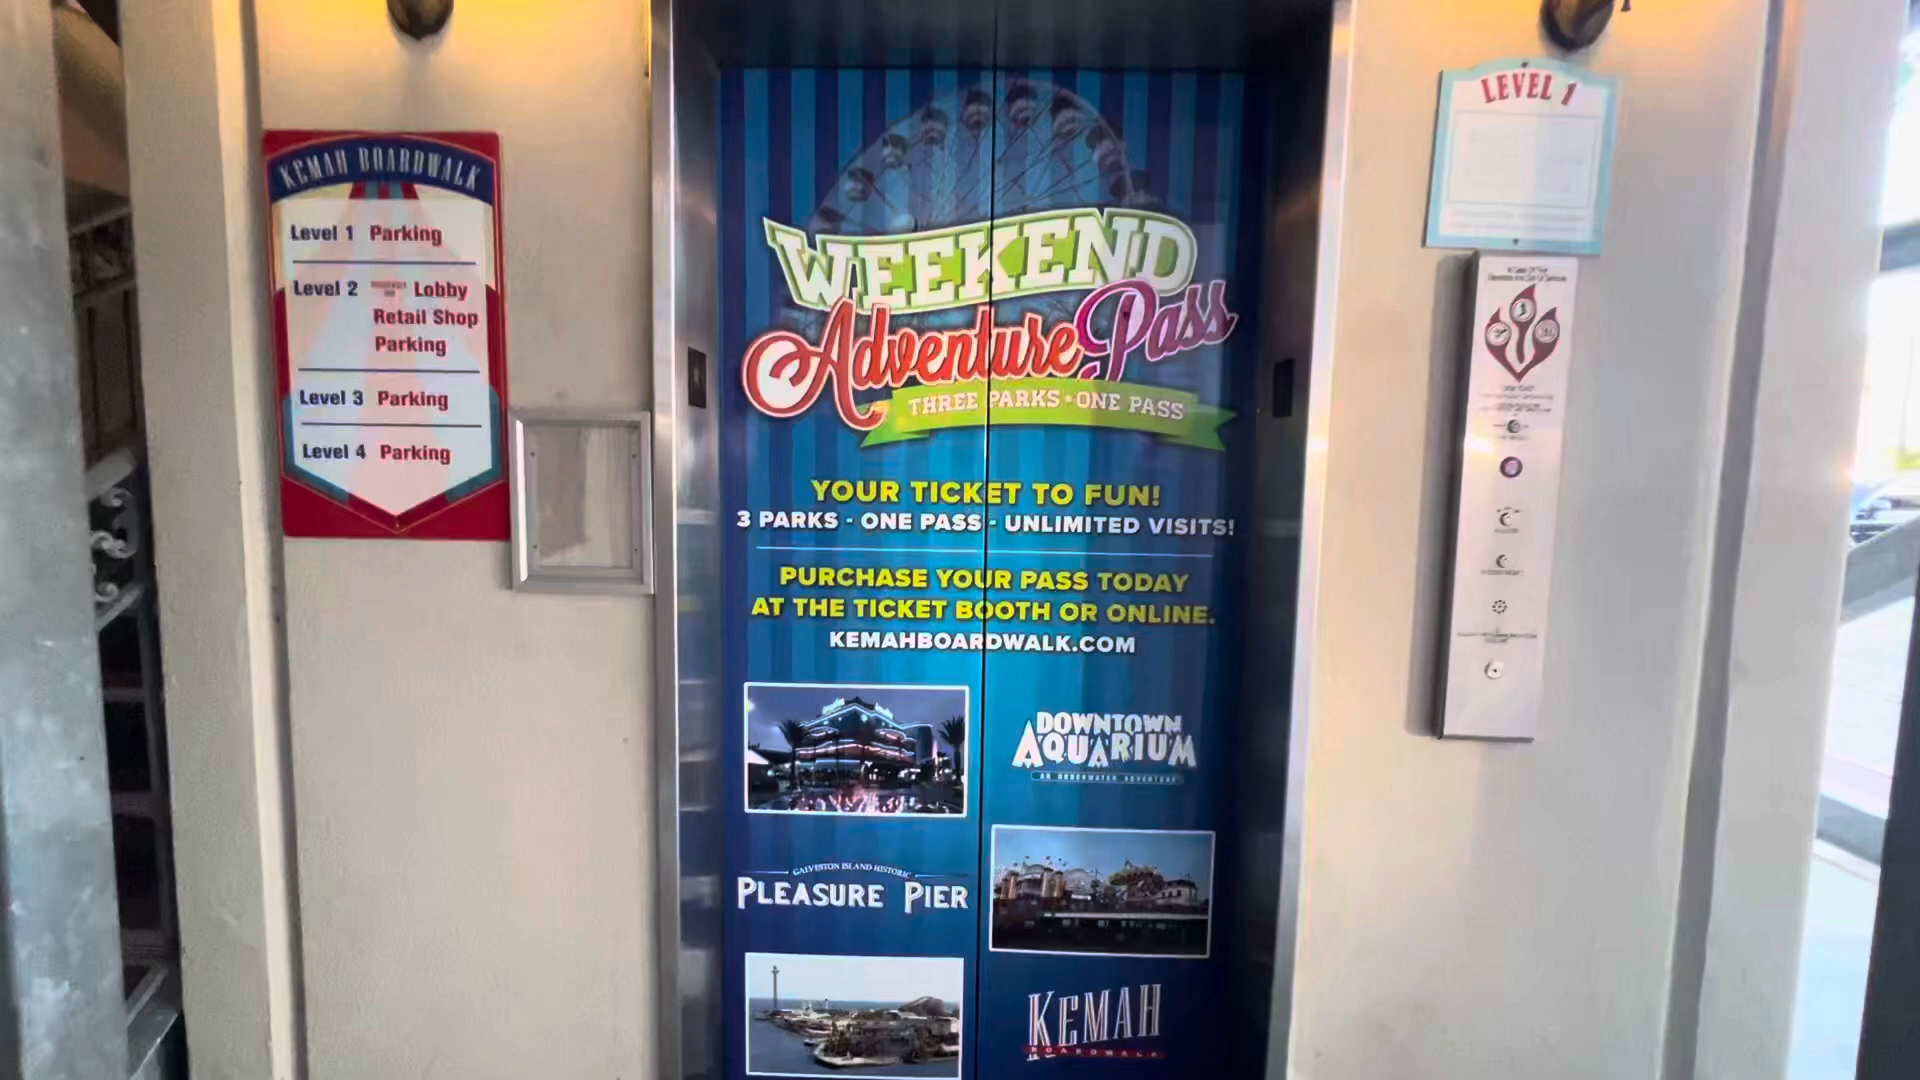 KEMAH BOARDWALK
Level 1 Parking
Level 2 Lobby
Retail Shop
Parking
Level 3 Parking
Level 4 Parking
WEEKEND
Adventure Pass
THREE PARKS • ONE PASS
YOUR TICKET TO FUN!
3 PARKS - ONE PASS - UNLIMITED VISITS!
PURCHASE YOUR PASS TODAY
AT THE TICKET BOOTH OR ONLINE.
KEMAHBOARDWALK.COM
DOWNTOWN
AQUARIUM
AN UNDERWATER ADVENTURE
GALVESTON ISLAND HISTORIC
PLEASURE PIER
KEMAH
BOARDWALK
LEVEL 1